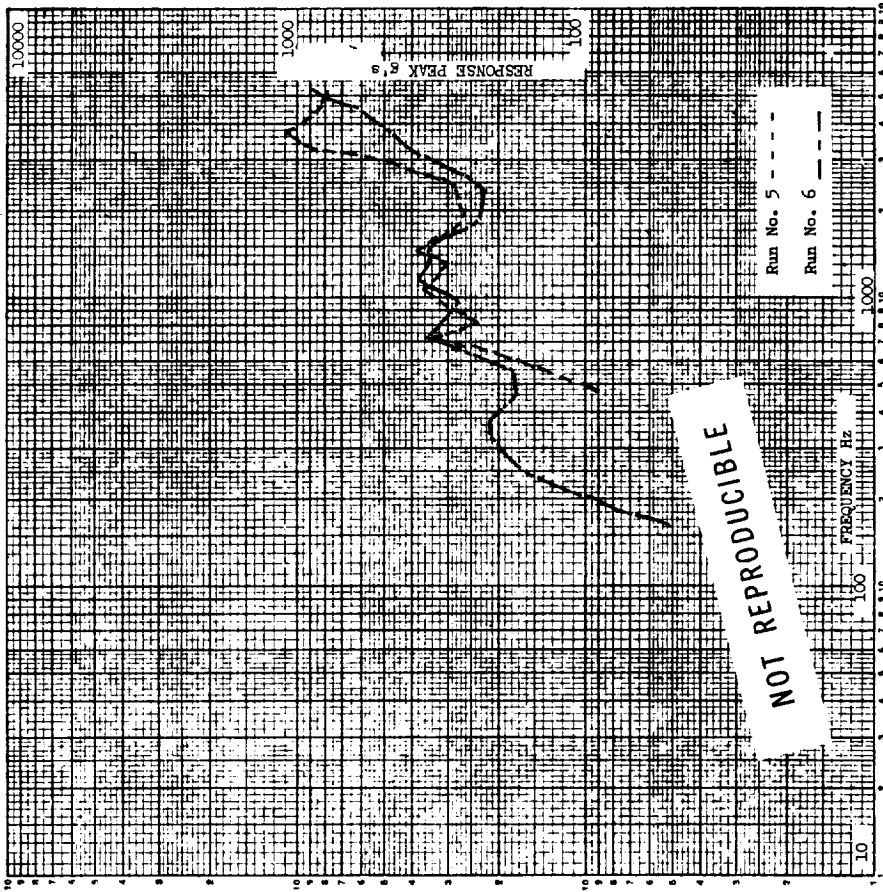 10000
1000
RESPONSE PEAK g's
100
Run No. 5
Run No. 6
1000
NOT REPRODUCIBLE
FREQUENCY Hz
100
10